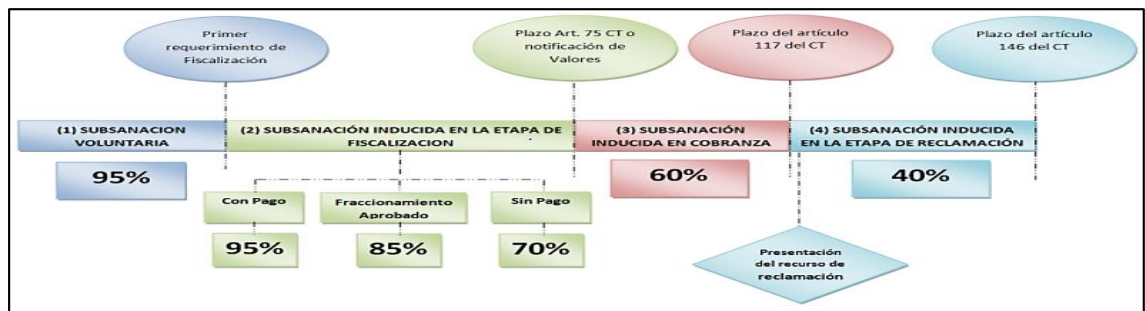 Primer
requerimiento de
Fiscalización
Plazo Art. 75 CT o
notificación de
Valores
Plazo del artículo
117 del CT
Plazo del artículo
146 del CT
(1) SUBSANACION
VOLUNTARIA
(2) SUBSANACIÓN INDUCIDA EN LA ETAPA DE
FISCALIZACION
(3) SUBSANACIÓN
INDUCIDA EN COBRANZA
(4) SUBSANACIÓN INDUCIDA
EN LA ETAPA DE RECLAMACIÓN
95%
60%
40%
Con Pago
Fraccionamiento
Aprobado
Sin Pago
95%
85%
70%
Presentación
del recurso de
reclamación